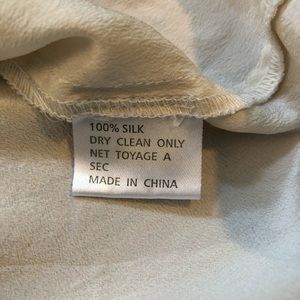 100% SILK
DRY CLEAN ONLY
NET TOYAGE A
SEC
MADE IN CHINA